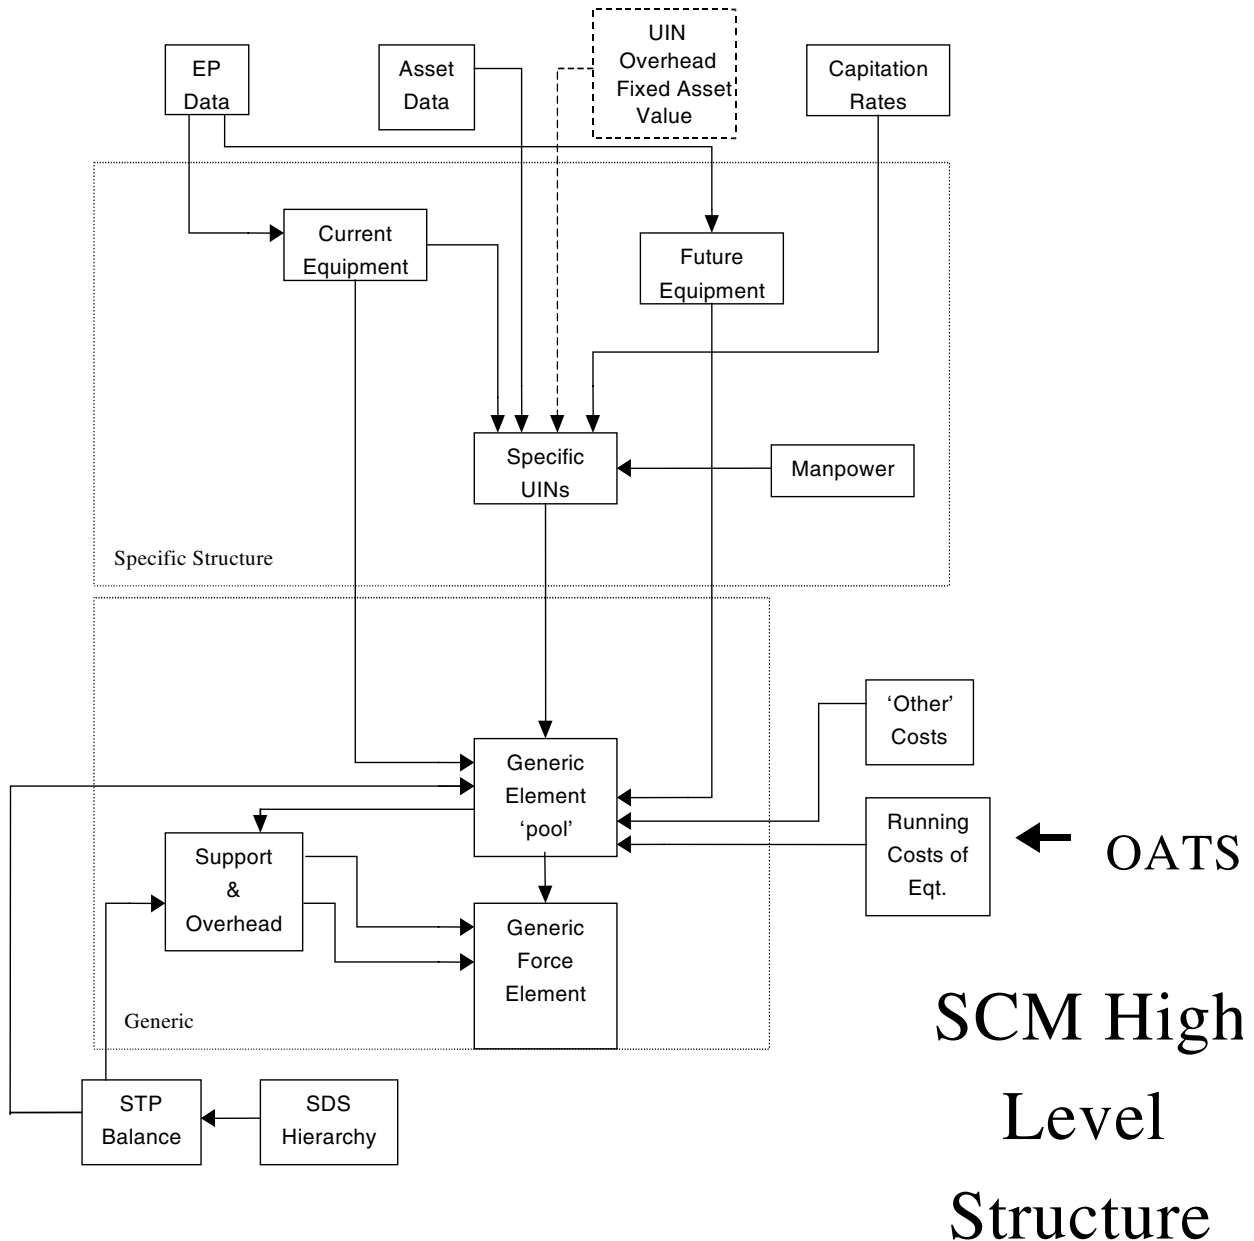 EP
Data
Asset
Data
UIN
Overhead
Fixed Asset
Value
Capitation
Rates
Current
Equipment
Future
Equipment
Specific
UINs
Manpower
Specific Structure
‘Other’
Costs
Generic
Element
‘pool’
Running
Costs of
Eqt.
OATS
Support
&
Overhead
Generic
Force
Element
Generic
SCM High
Level
Structure
STP
Balance
SDS
Hierarchy